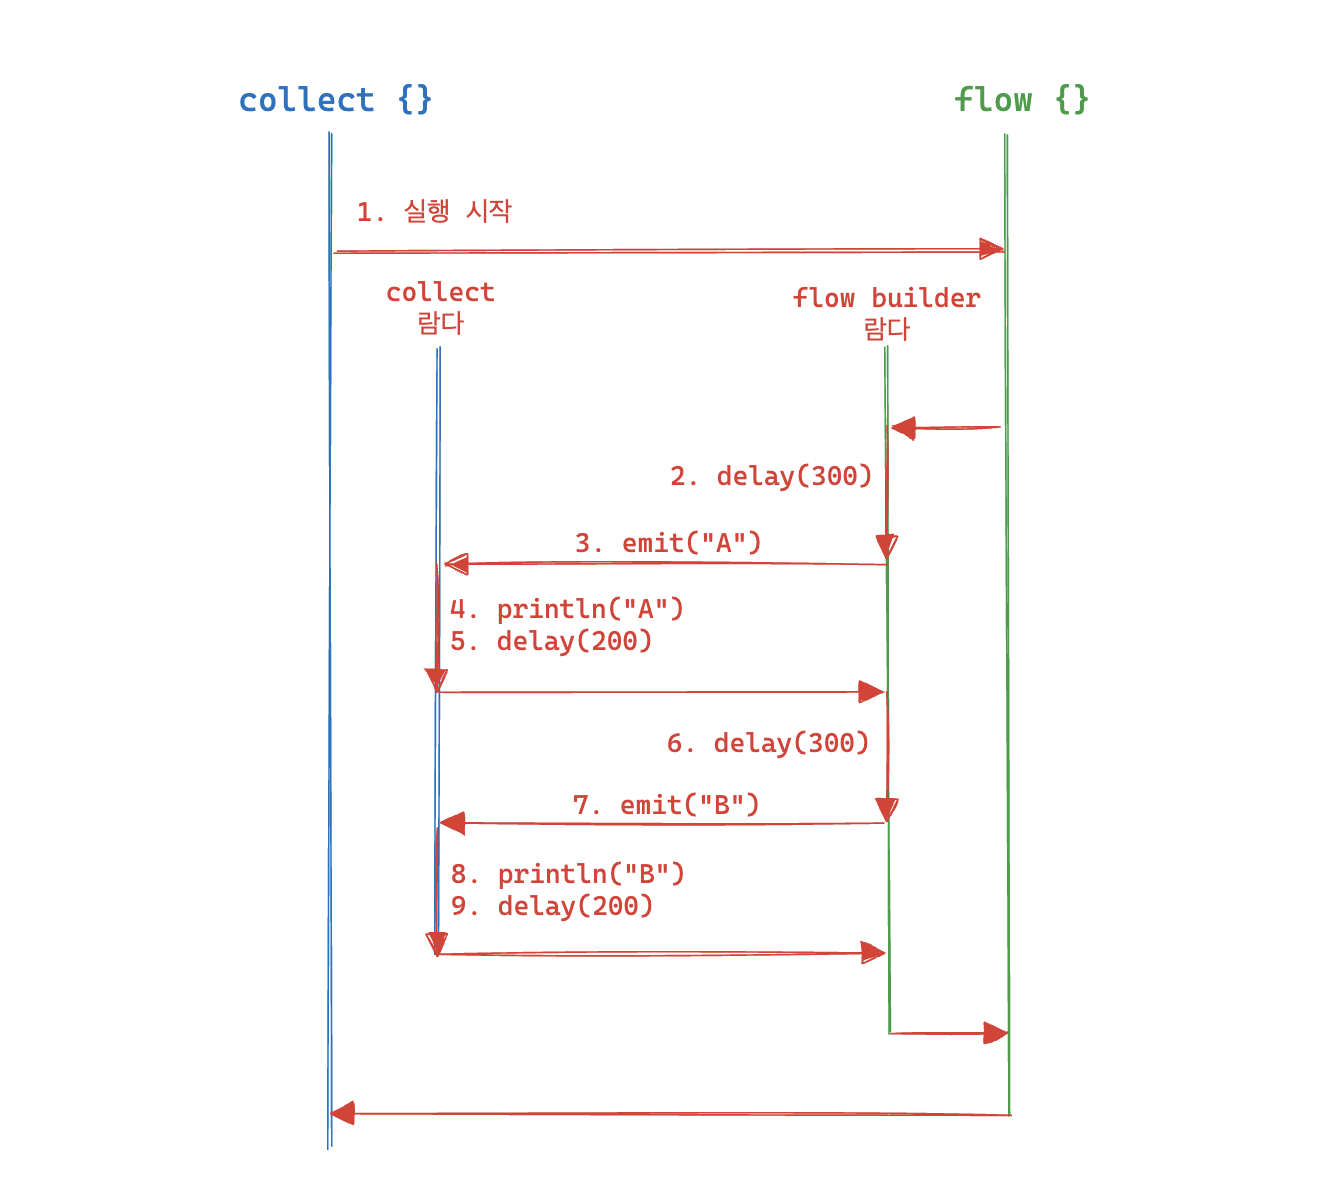 collect {}
flow {}
1. 실행 시작
collect
람다
flow builder
람다
2. delay(300)
3. emit("A")
4. println("A")
5. delay(200)
6. delay(300)
7. emit("B")
8. println("B")
9. delay(200)